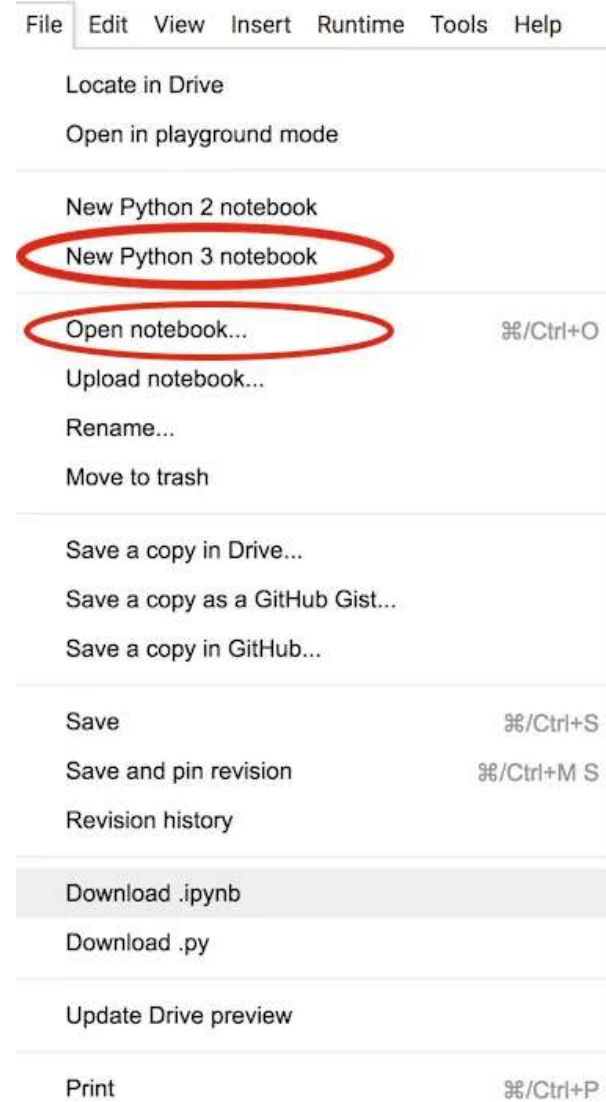 File Edit View Insert Runtime Tools Help
Locate in Drive
Open in playground mode
New Python 2 notebook
New Python 3 notebook
Open notebook... ⌘/Ctrl+O
Upload notebook...
Rename...
Move to trash
Save a copy in Drive...
Save a copy as a GitHub Gist...
Save a copy in GitHub...
Save ⌘/Ctrl+S
Save and pin revision ⌘/Ctrl+M S
Revision history
Download .ipynb
Download .py
Update Drive preview
Print ⌘/Ctrl+P